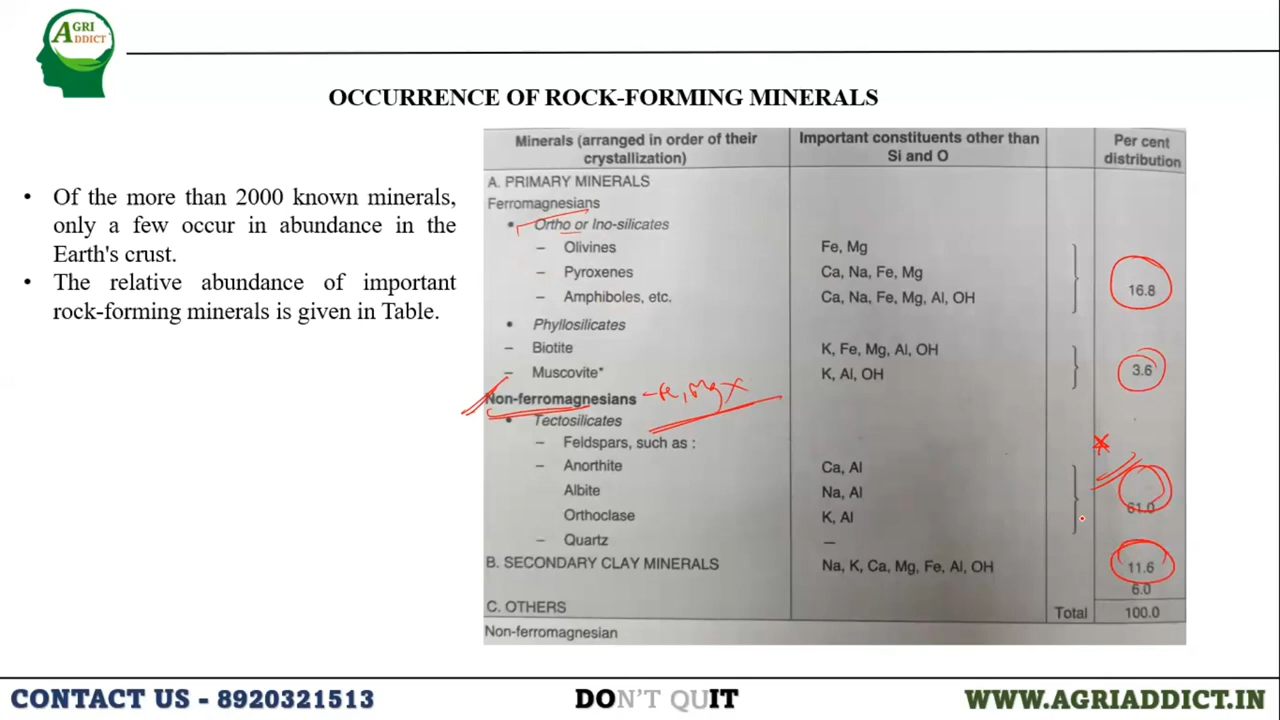 AGRI
ADDICT
OCCURRENCE OF ROCK-FORMING MINERALS
• Of the more than 2000 known minerals,
only a few occur in abundance in the
Earth's crust.
• The relative abundance of important
rock-forming minerals is given in Table.
Minerals (arranged in order of their crystallization) Important constituents other than Si and O Per cent distribution
A. PRIMARY MINERALS
Ferromagnesians
• Ortho or Ino-silicates
– Olivines Fe, Mg
– Pyroxenes Ca, Na, Fe, Mg
16.8
– Amphiboles, etc. Ca, Na, Fe, Mg, Al, OH
• Phyllosilicates
– Biotite K, Fe, Mg, Al, OH
3.6
– Muscovite* K, Al, OH
Non-ferromagnesians – Fe, Mg X
• Tectosilicates
– Feldspars, such as :
– Anorthite Ca, Al
Albite Na, Al
61.0
Orthoclase K, Al
– Quartz —
B. SECONDARY CLAY MINERALS Na, K, Ca, Mg, Fe, Al, OH 11.6
6.0
C. OTHERS Total 100.0
Non-ferromagnesian
CONTACT US - 8920321513 DON'T QUIT WWW.AGRIADDICT.IN